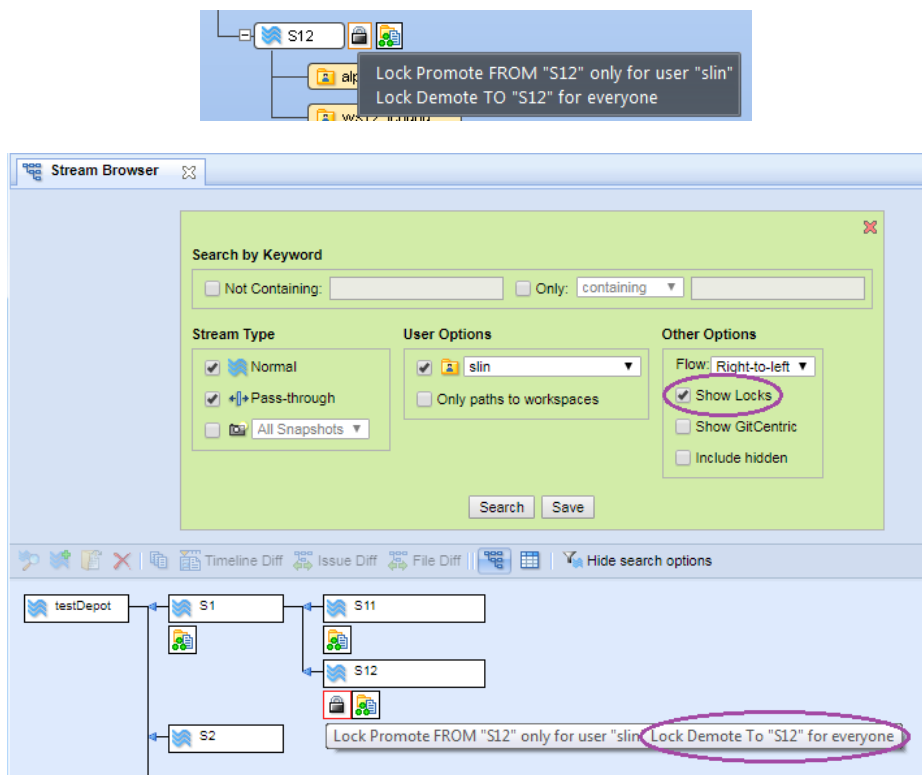 S12
Lock Promote FROM "S12" only for user "slin"
Lock Demote TO "S12" for everyone
Stream Browser
Search by Keyword
Not Containing:
Only: containing
Stream Type
User Options
Other Options
Normal
slin
Flow: Right-to-left
Pass-through
Only paths to workspaces
Show Locks
All Snapshots
Show GitCentric
Include hidden
Search Save
Timeline Diff Issue Diff File Diff Hide search options
testDepot S1 S11
S12
S2
Lock Promote FROM "S12" only for user "slin Lock Demote To "S12" for everyone